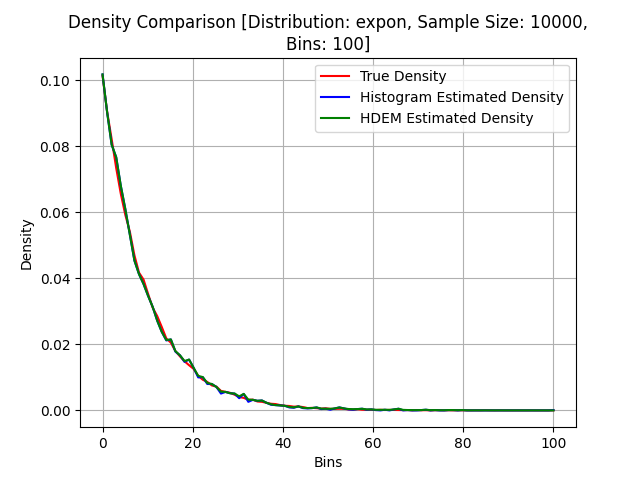 Density Comparison [Distribution: expon, Sample Size: 10000,
Bins: 100]
True Density
Histogram Estimated Density
HDEM Estimated Density
Density
0.10
0.08
0.06
0.04
0.02
0.00
0 20 40 60 80 100
Bins